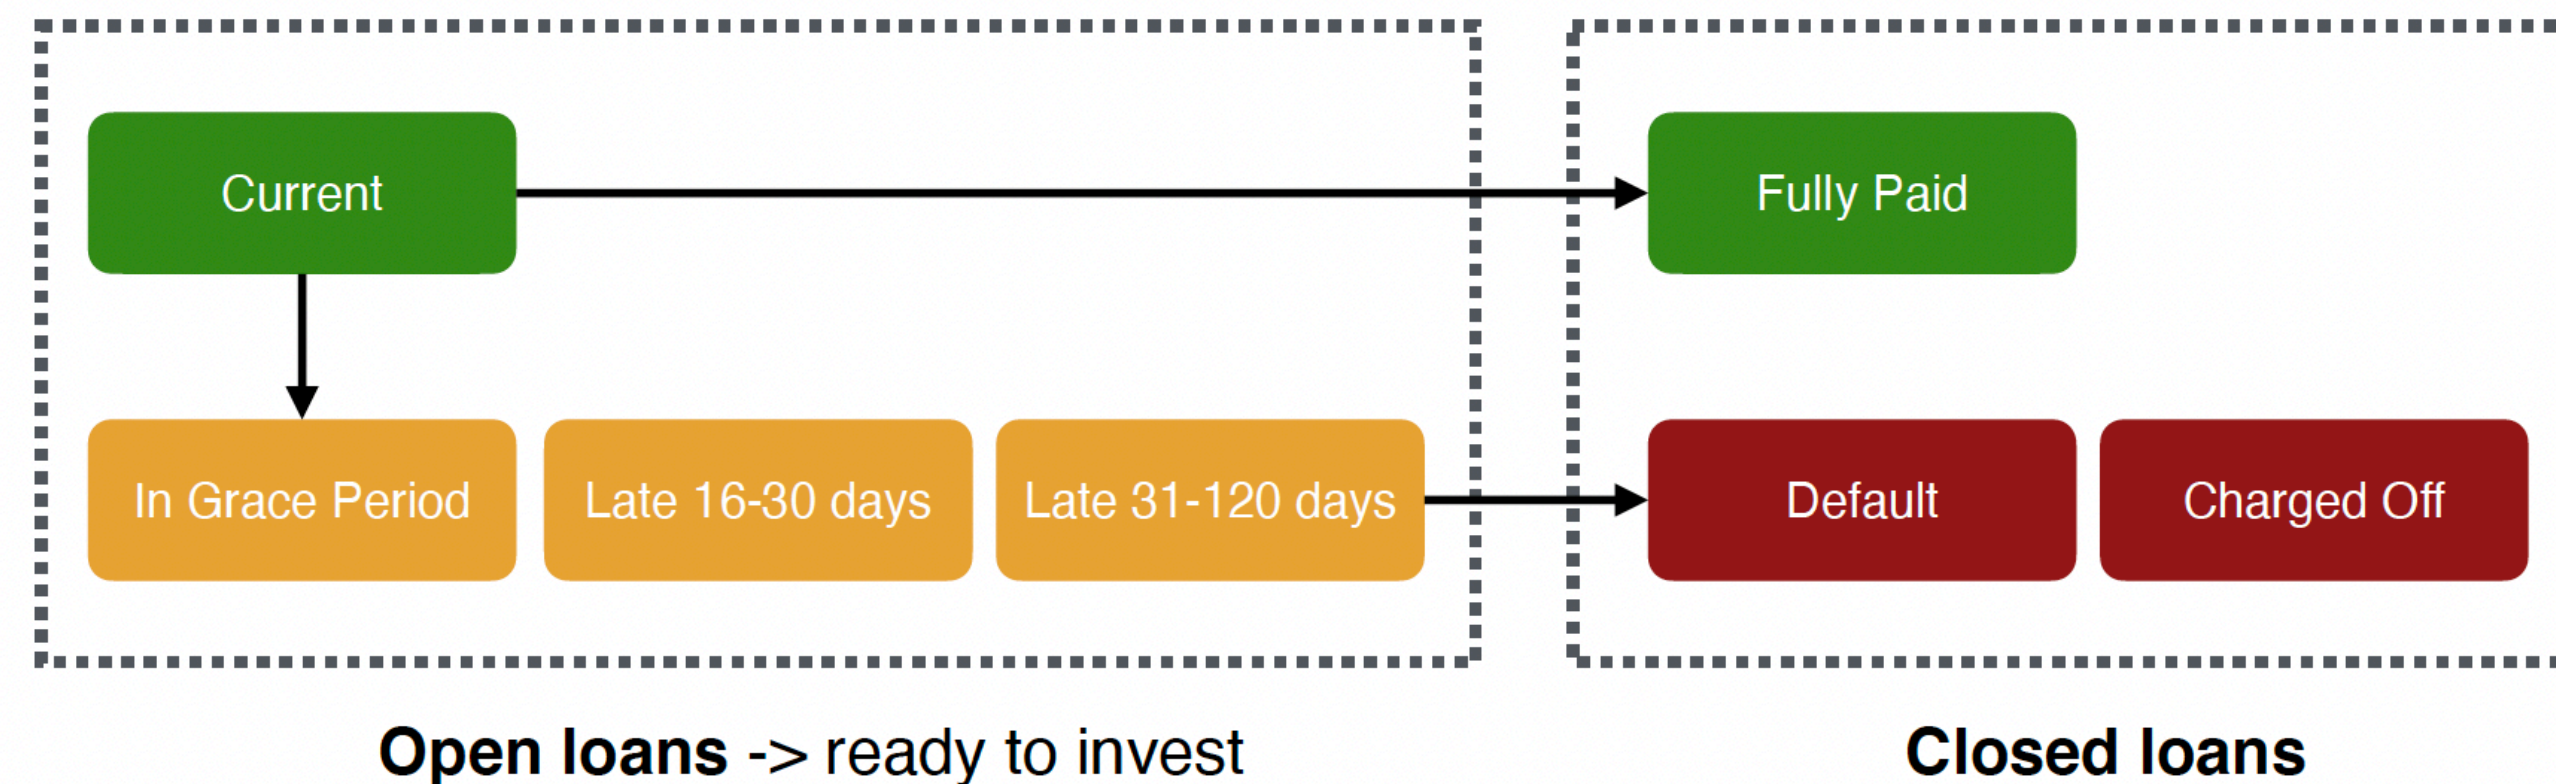 Current
Fully Paid
In Grace Period
Late 16-30 days
Late 31-120 days
Default
Charged Off
Open loans -> ready to invest
Closed loans